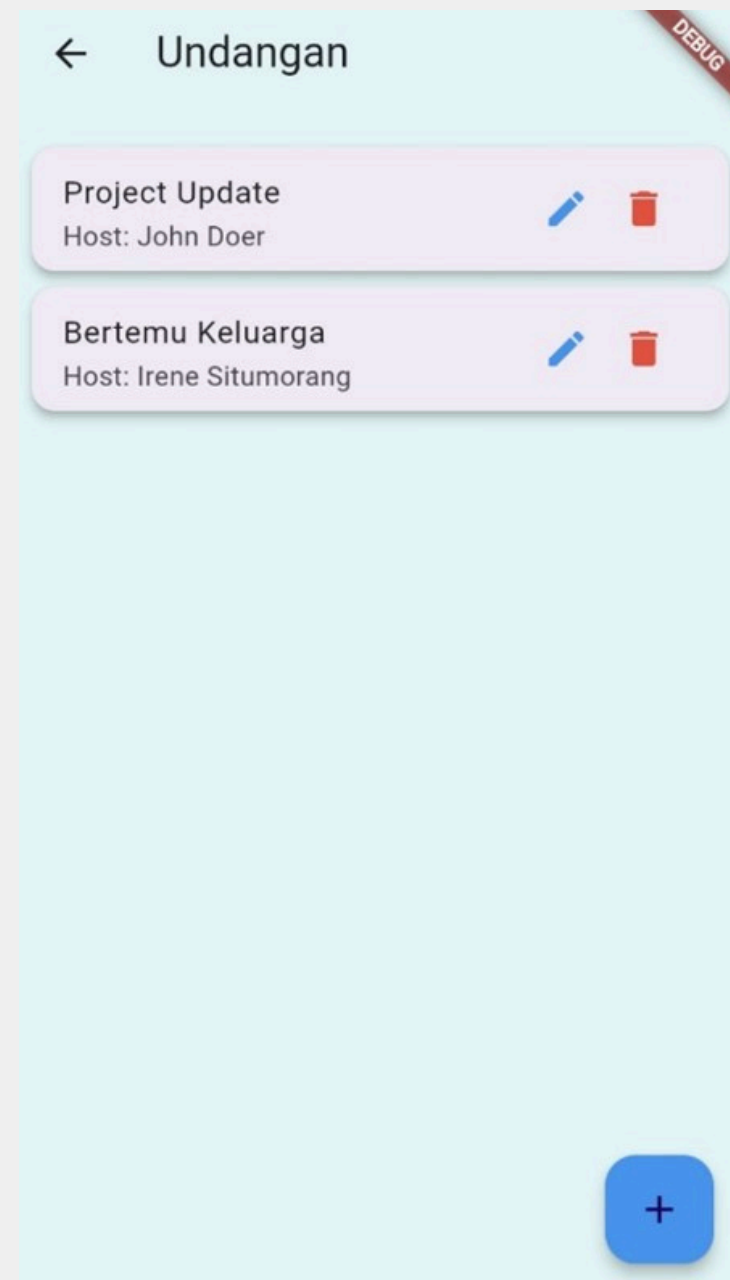 Undangan
DEBUG
Project Update
Host: John Doer
Bertemu Keluarga
Host: Irene Situmorang
+